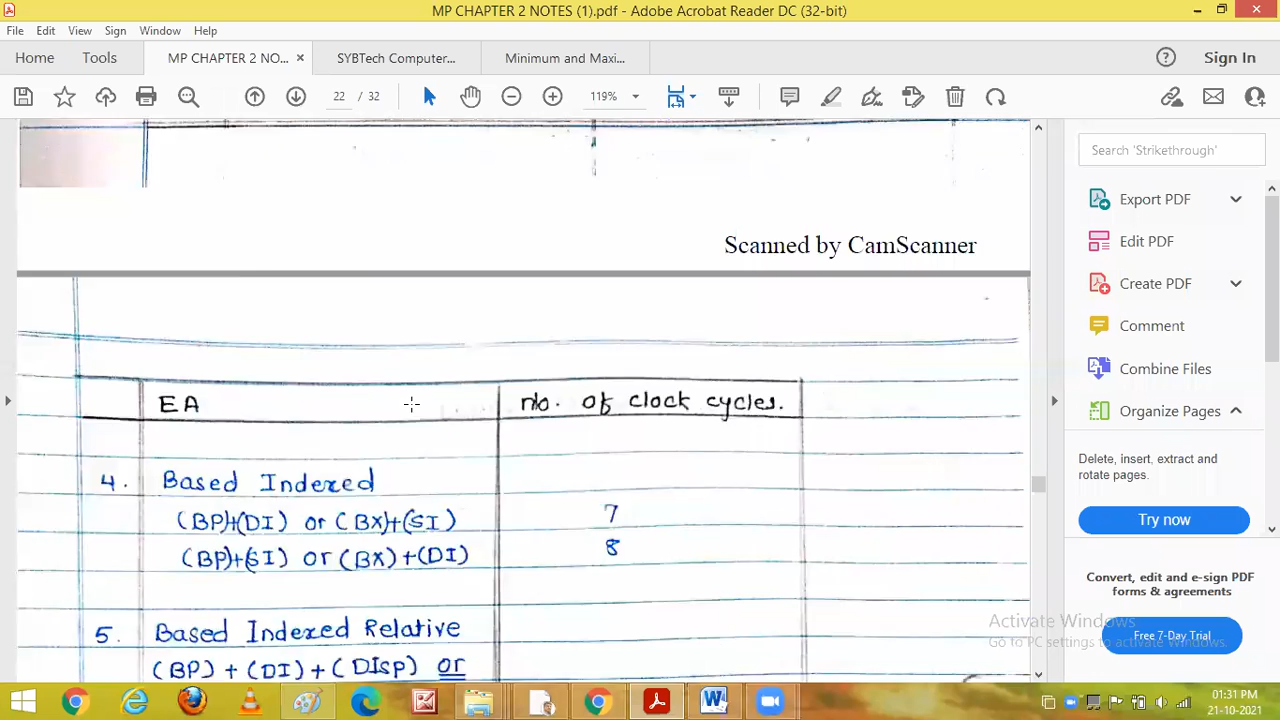 MP CHAPTER 2 NOTES (1).pdf - Adobe Acrobat Reader DC (32-bit)
File Edit View Sign Window Help
Home Tools MP CHAPTER 2 NO... × SYBTech Computer... Minimum and Maxi... Sign In
22 / 32 119%
Search 'Strikethrough'
Export PDF
Edit PDF
Create PDF
Comment
Combine Files
Organize Pages
Delete, insert, extract and
rotate pages.
Try now
Convert, edit and e-sign PDF
forms & agreements
Free 7-Day Trial
Scanned by CamScanner
EA no. of clock cycles.
4. Based Indexed
(BP)+(DI) or (BX)+(SI) 7
(BP)+(SI) or (BX)+(DI) 8
5. Based Indexed Relative
(BP) + (DI) + (DISP) or
Activate Windows
Go to PC settings to activate Windows.
01:31 PM
21-10-2021